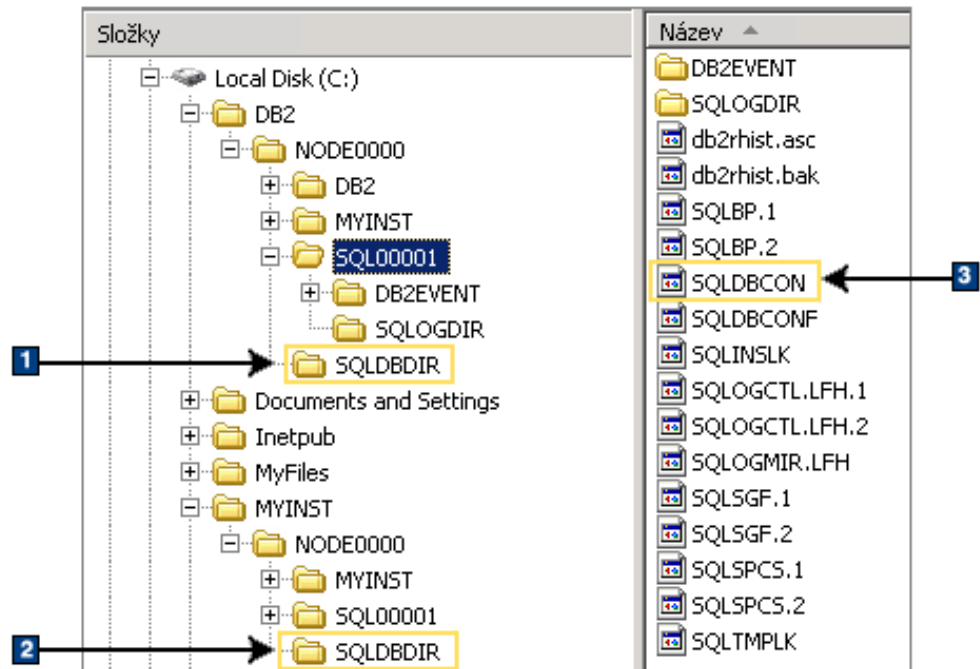 Složky
Local Disk (C:)
DB2
NODE0000
DB2
MYINST
SQL00001
DB2EVENT
SQLOGDIR
1
SQLDBDIR
Documents and Settings
Inetpub
MyFiles
MYINST
NODE0000
MYINST
SQL00001
2
SQLDBDIR
Název
DB2EVENT
SQLOGDIR
db2rhist.asc
db2rhist.bak
SQLBP.1
SQLBP.2
SQLDBCON
3
SQLDBCONF
SQLINSLK
SQLOGCTL.LFH.1
SQLOGCTL.LFH.2
SQLOGMIR.LFH
SQLSGF.1
SQLSGF.2
SQLSPCS.1
SQLSPCS.2
SQLTMPLK